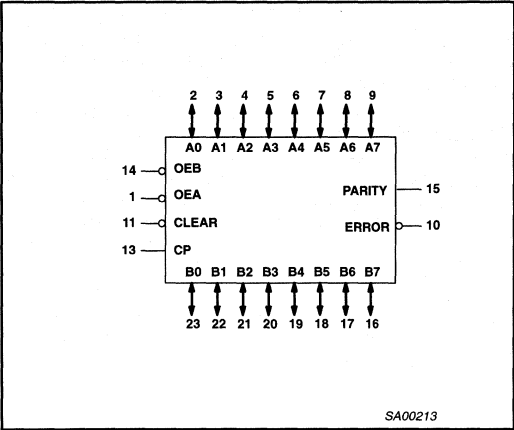 2 3 4 5 6 7 8 9
A0 A1 A2 A3 A4 A5 A6 A7
14 OEB
1 OEA
PARITY 15
11 CLEAR
ERROR 10
13 CP
B0 B1 B2 B3 B4 B5 B6 B7
23 22 21 20 19 18 17 16
SA00213